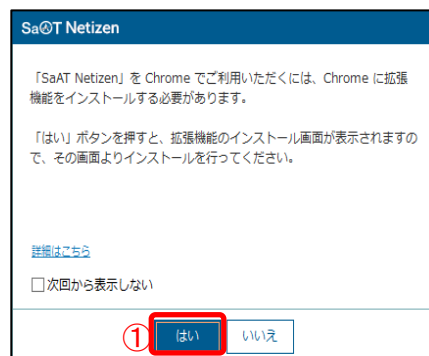 SaAT Netizen
「SaAT Netizen」を Chrome でご利用いただくには、Chrome に拡張
機能をインストールする必要があります。
「はい」ボタンを押すと、拡張機能のインストール画面が表示されますの
で、その画面よりインストールを行ってください。
詳細はこちら
次回から表示しない
① はい いいえ